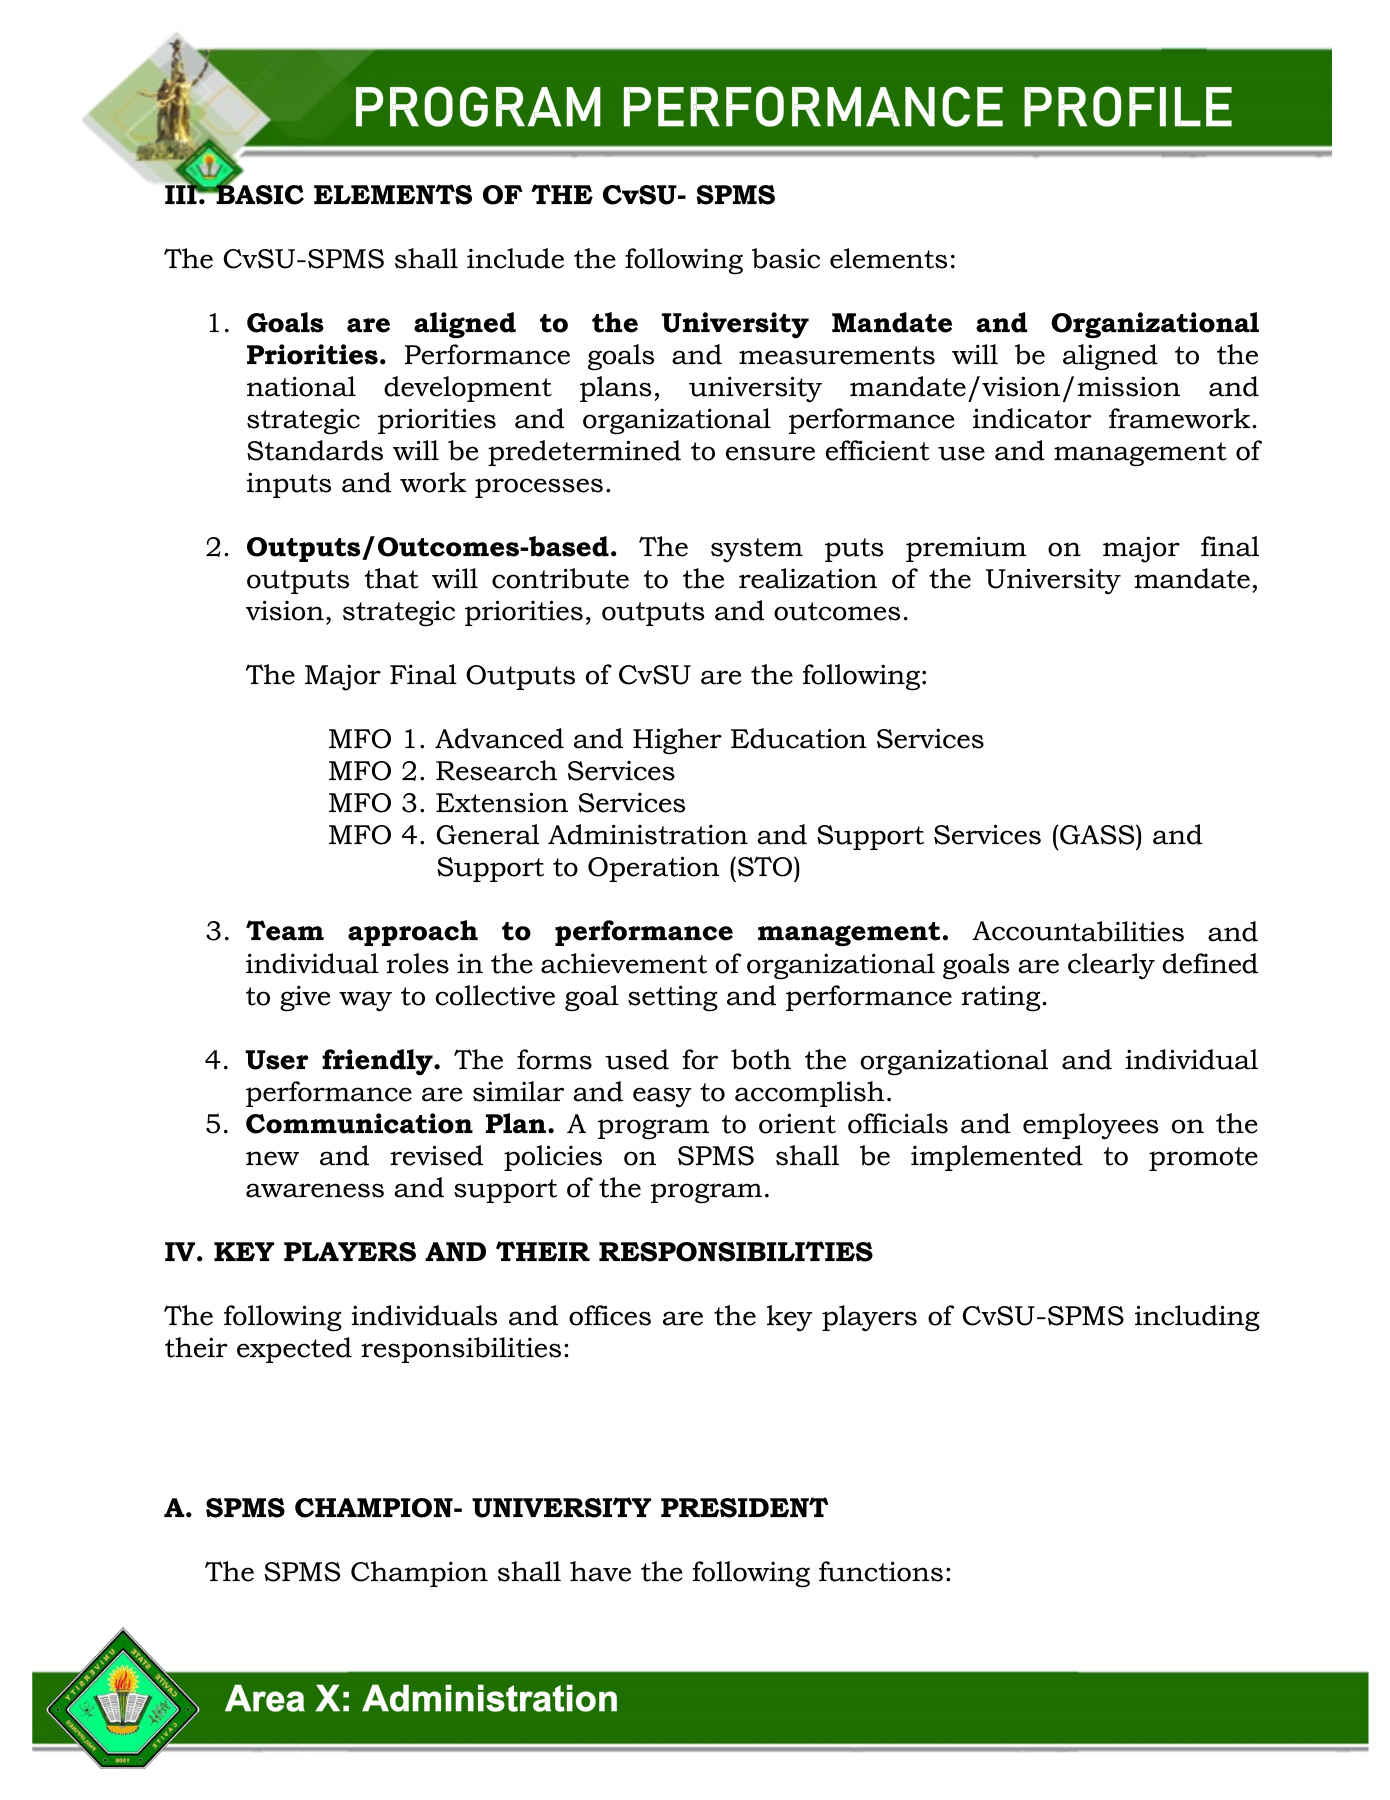 PROGRAM PERFORMANCE PROFILE
III. BASIC ELEMENTS OF THE CvSU- SPMS
The CvSU-SPMS shall include the following basic elements:
1. Goals are aligned to the University Mandate and Organizational
Priorities. Performance goals and measurements will be aligned to the
national development plans, university mandate/vision/mission and
strategic priorities and organizational performance indicator framework.
Standards will be predetermined to ensure efficient use and management of
inputs and work processes.
2. Outputs/Outcomes-based. The system puts premium on major final
outputs that will contribute to the realization of the University mandate,
vision, strategic priorities, outputs and outcomes.
The Major Final Outputs of CvSU are the following:
MFO 1. Advanced and Higher Education Services
MFO 2. Research Services
MFO 3. Extension Services
MFO 4. General Administration and Support Services (GASS) and
Support to Operation (STO)
3. Team approach to performance management. Accountabilities and
individual roles in the achievement of organizational goals are clearly defined
to give way to collective goal setting and performance rating.
4. User friendly. The forms used for both the organizational and individual
performance are similar and easy to accomplish.
5. Communication Plan. A program to orient officials and employees on the
new and revised policies on SPMS shall be implemented to promote
awareness and support of the program.
IV. KEY PLAYERS AND THEIR RESPONSIBILITIES
The following individuals and offices are the key players of CvSU-SPMS including
their expected responsibilities:
A. SPMS CHAMPION- UNIVERSITY PRESIDENT
The SPMS Champion shall have the following functions:
CAVITE STATE UNIVERSITY
CAVITE PHILIPPINES
1906
Area X: Administration